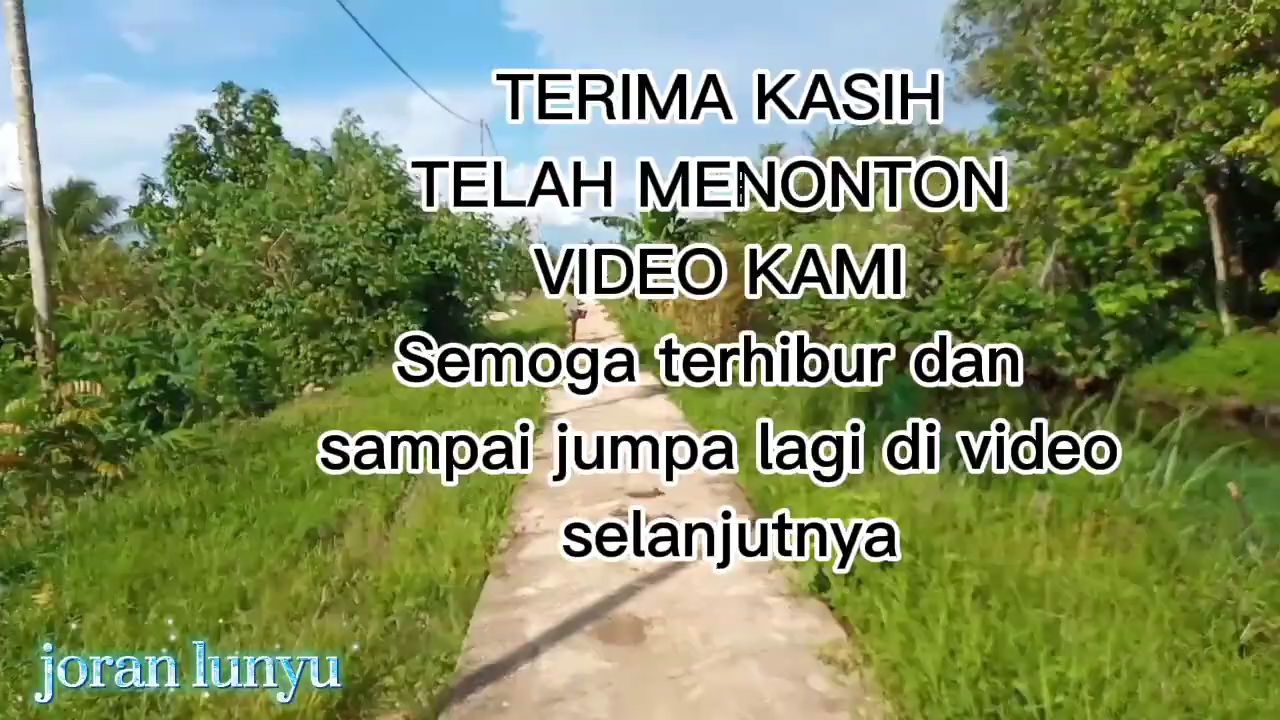 TERIMA KASIH
TELAH MENONTON
VIDEO KAMI
Semoga terhibur dan
sampai jumpa lagi di video
selanjutnya
joran lunyu